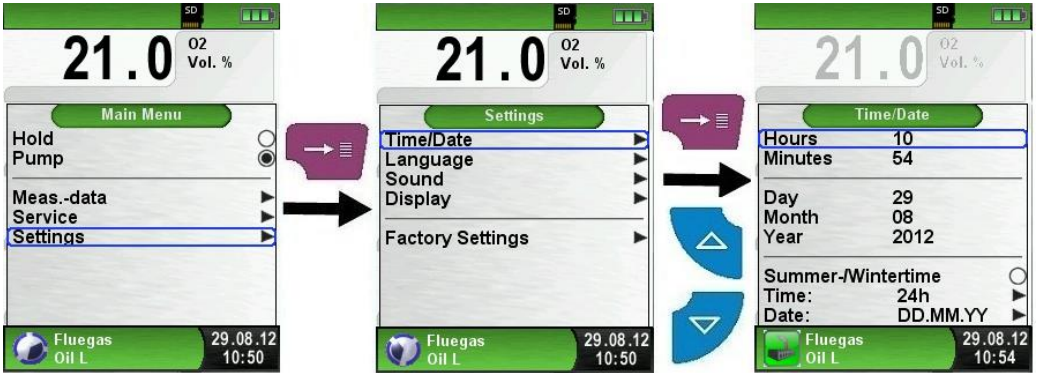 SD
21.0
O2
Vol. %
Main Menu
Hold
Pump
Meas.-data
Service
Settings
Fluegas
Oil L
29.08.12
10:50
SD
21.0
O2
Vol. %
Settings
Time/Date
Language
Sound
Display
Factory Settings
Fluegas
Oil L
29.08.12
10:50
SD
21.0
O2
Vol. %
Time/Date
Hours 10
Minutes 54
Day 29
Month 08
Year 2012
Summer-/Wintertime
Time: 24h
Date: DD.MM.YY
Fluegas
Oil L
29.08.12
10:54